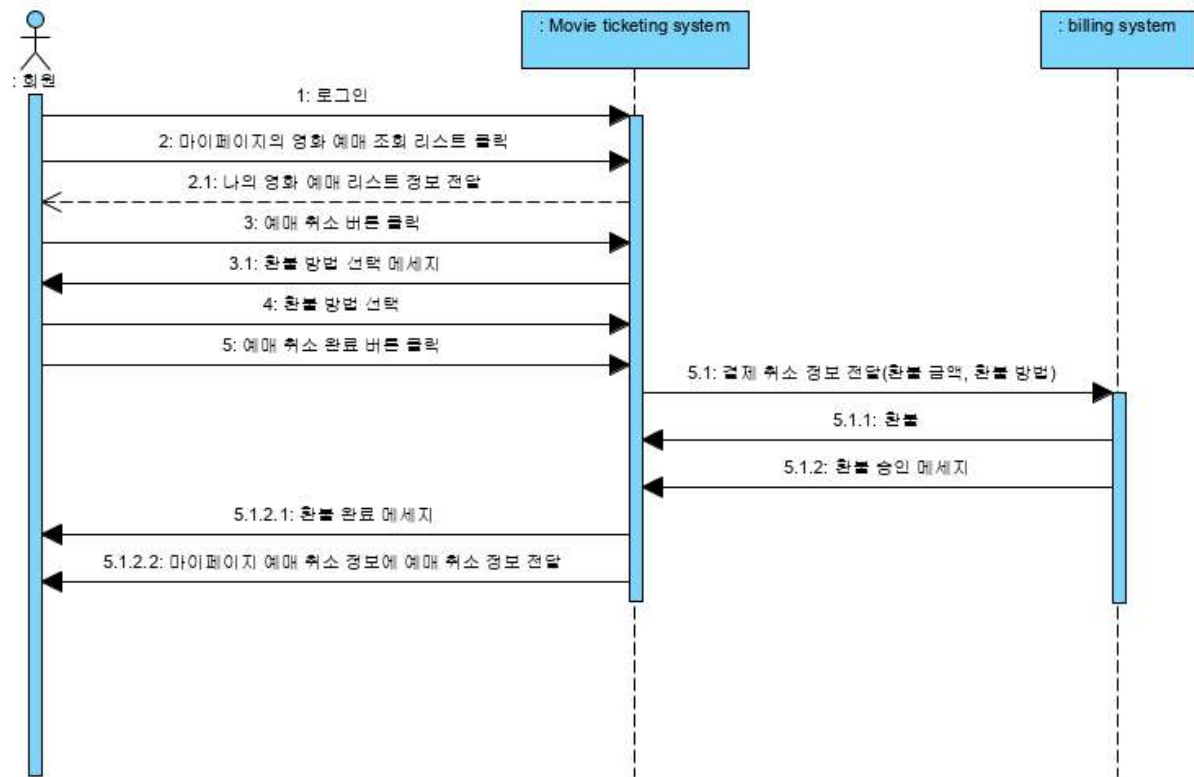 : Movie ticketing system
: billing system
: 회원
1: 로그인
2: 마이페이지의 영화 예매 조회 리스트 클릭
2.1: 나의 영화 예매 리스트 정보 전달
3: 예매 취소 버튼 클릭
3.1: 환불 방법 선택 메세지
4: 환불 방법 선택
5: 예매 취소 완료 버튼 클릭
5.1: 결제 취소 정보 전달(환불 금액, 환불 방법)
5.1.1: 환불
5.1.2: 환불 승인 메세지
5.1.2.1: 환불 완료 메세지
5.1.2.2: 마이페이지 예매 취소 정보에 예매 취소 정보 전달